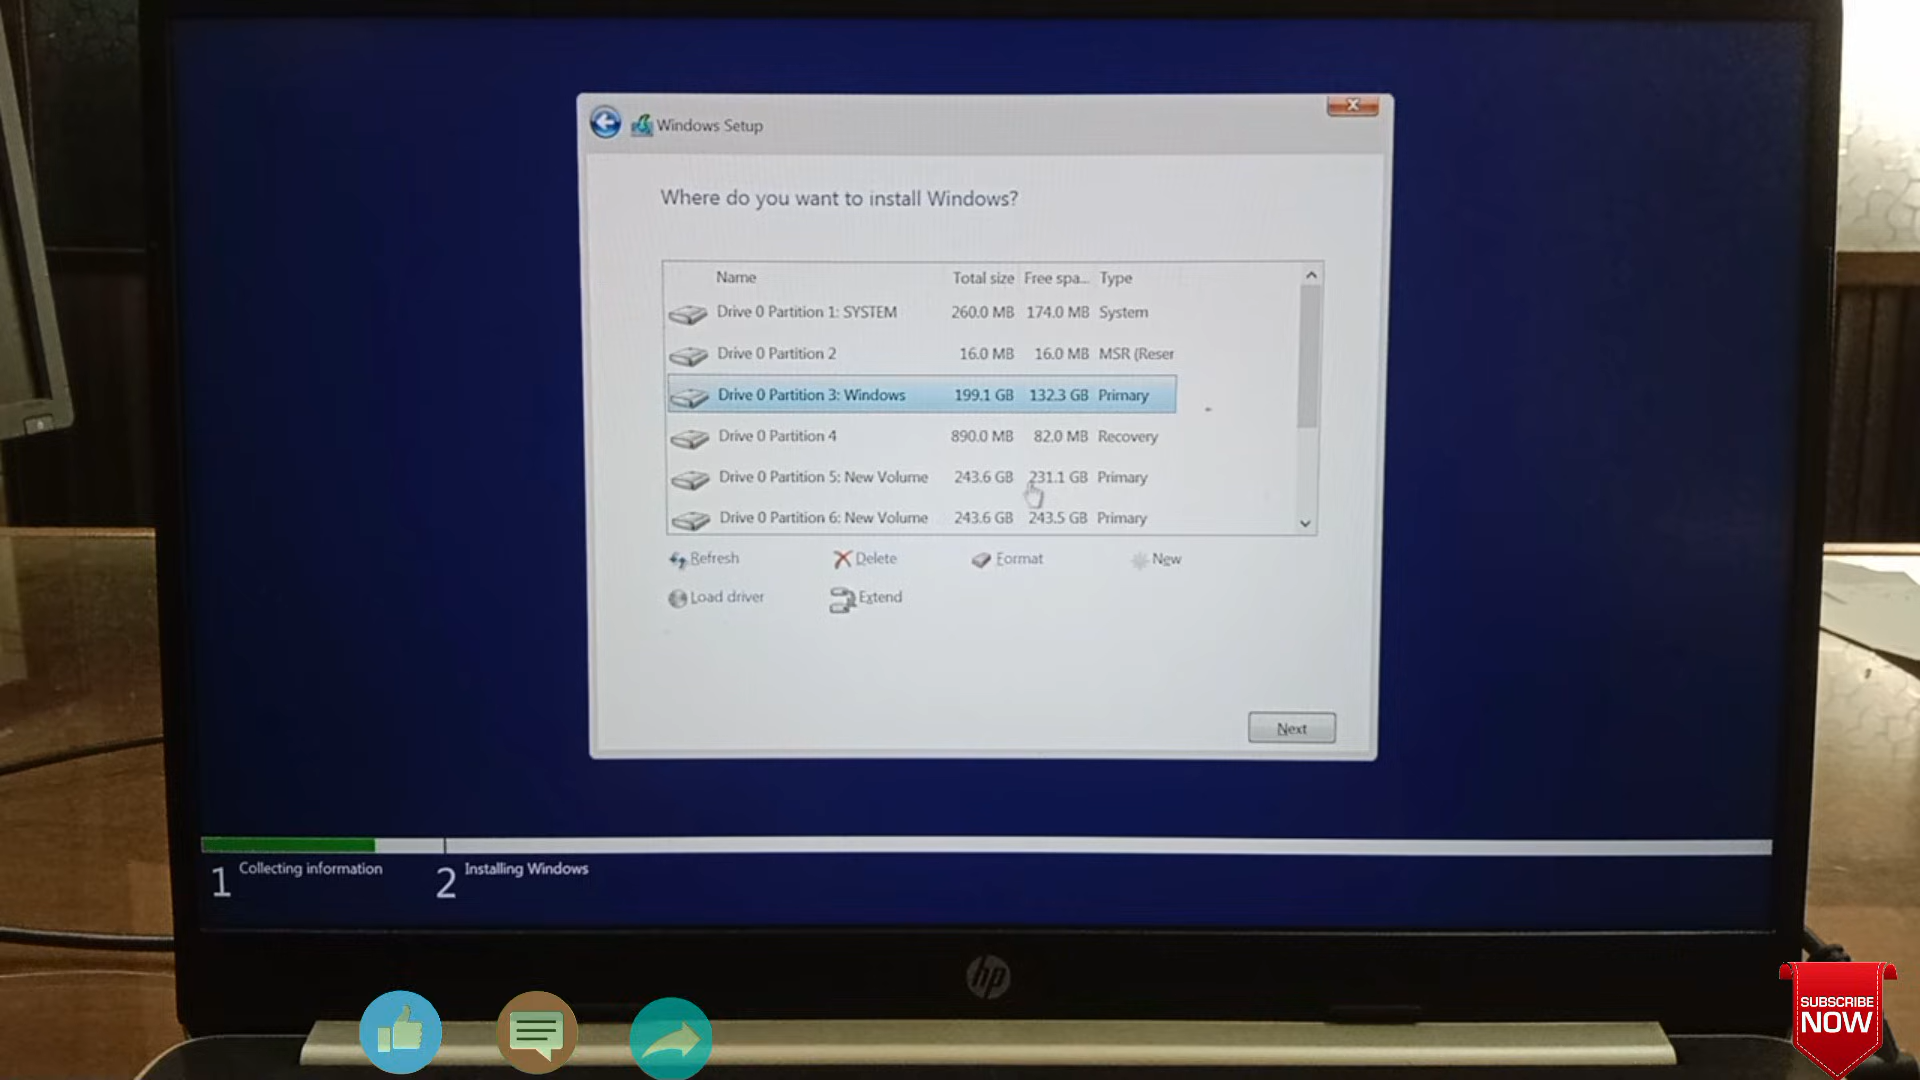 Windows Setup
Where do you want to install Windows?
Name Total size Free spa... Type
Drive 0 Partition 1: SYSTEM 260.0 MB 174.0 MB System
Drive 0 Partition 2 16.0 MB 16.0 MB MSR (Reser
Drive 0 Partition 3: Windows 199.1 GB 132.3 GB Primary
Drive 0 Partition 4 890.0 MB 82.0 MB Recovery
Drive 0 Partition 5: New Volume 243.6 GB 231.1 GB Primary
Drive 0 Partition 6: New Volume 243.6 GB 243.5 GB Primary
Refresh Delete Format New
Load driver Extend
Next
1 Collecting information 2 Installing Windows
hp
SUBSCRIBE
NOW